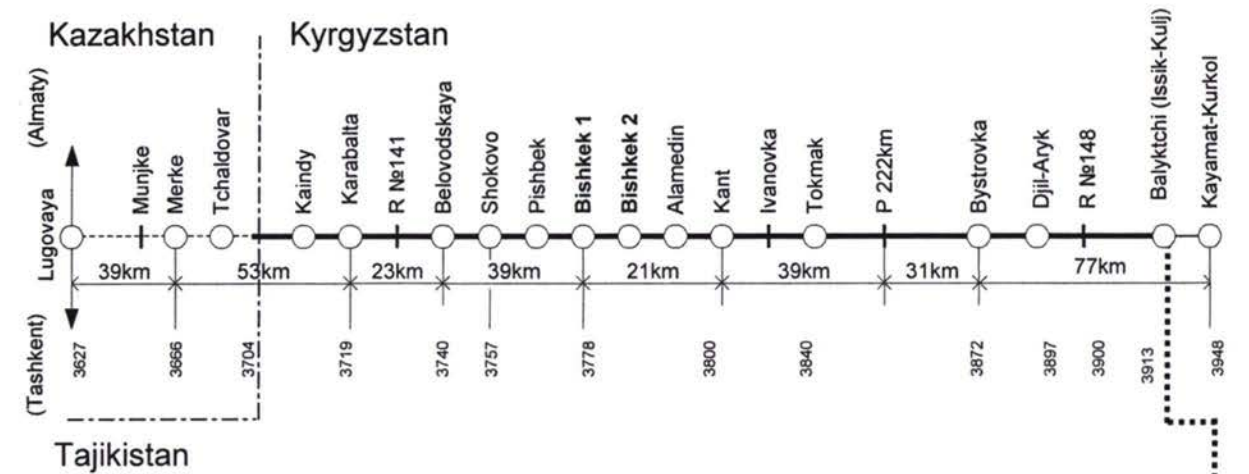 Kazakhstan
Kyrgyzstan
(Almaty)
Lugovaya
(Tashkent)
Munjke
Merke
Tchaldovar
Kaindy
Karabalta
R №141
Belovodskaya
Shokovo
Pishbek
Bishkek 1
Bishkek 2
Alamedin
Kant
Ivanovka
Tokmak
P 222km
Bystrovka
Djil-Aryk
R №148
Balyktchi (Issik-Kulj)
Kayamat-Kurkol
39km
53km
23km
39km
21km
39km
31km
77km
3627
3666
3704
3719
3740
3757
3778
3800
3840
3872
3897
3900
3913
3948
Tajikistan